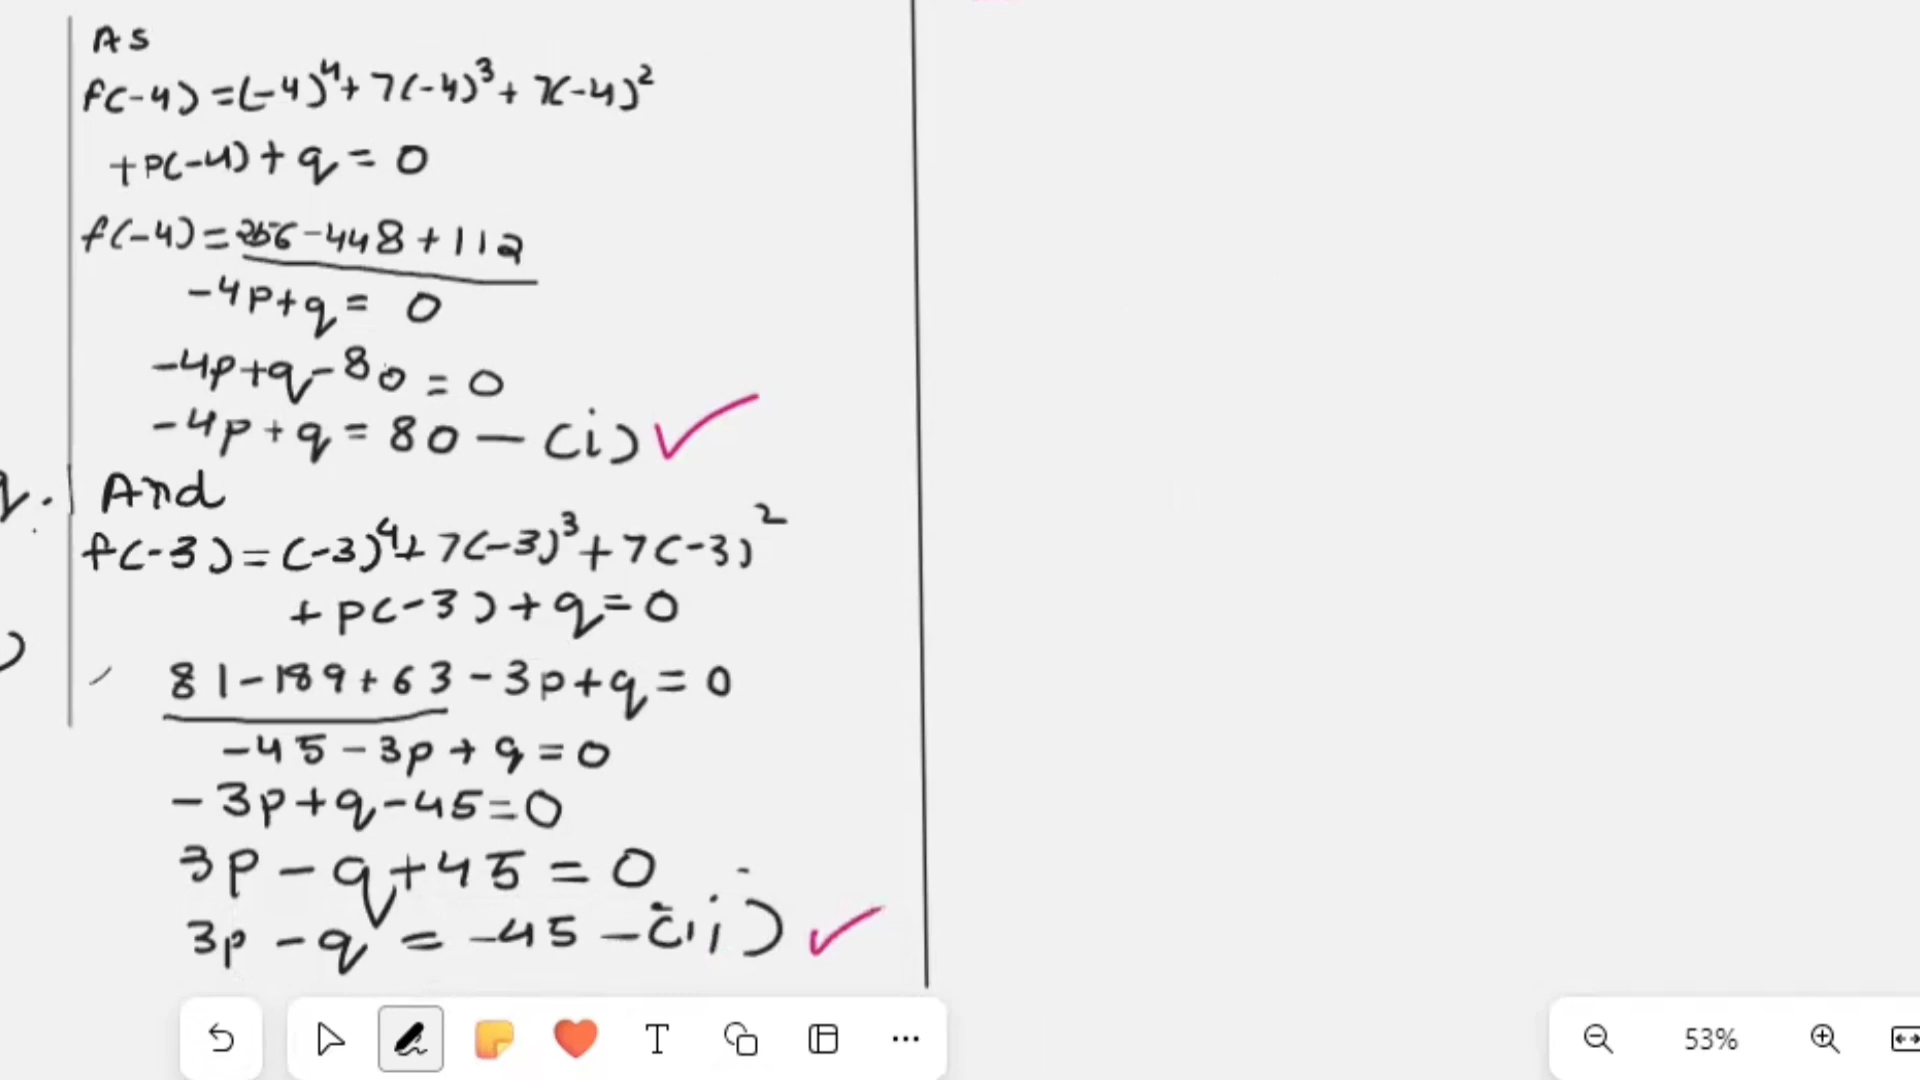 As
f(-4) = (-4)⁴ + 7(-4)³ + 7(-4)²
+ p(-4) + q = 0
f(-4) = 256 - 448 + 112
-4p + q = 0
-4p + q - 80 = 0
-4p + q = 80 — (i) ✓
q. And
f(-3) = (-3)⁴ + 7(-3)³ + 7(-3)²
+ p(-3) + q = 0
81 - 189 + 63 - 3p + q = 0
-45 - 3p + q = 0
-3p + q - 45 = 0
3p - q + 45 = 0
3p - q = -45 — (ii) ✓
T
53%